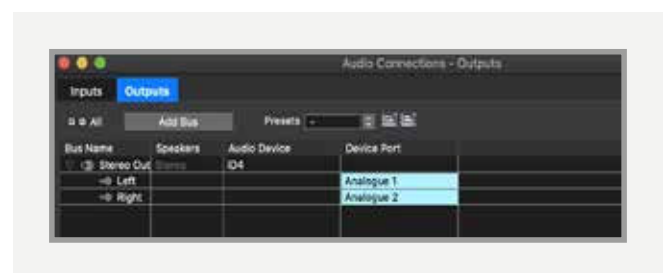 Audio Connections - Outputs
Inputs Outputs
All Add Bus Presets -
Bus Name Speakers Audio Device Device Port
Stereo Out Stereo iD4
Left Analogue 1
Right Analogue 2